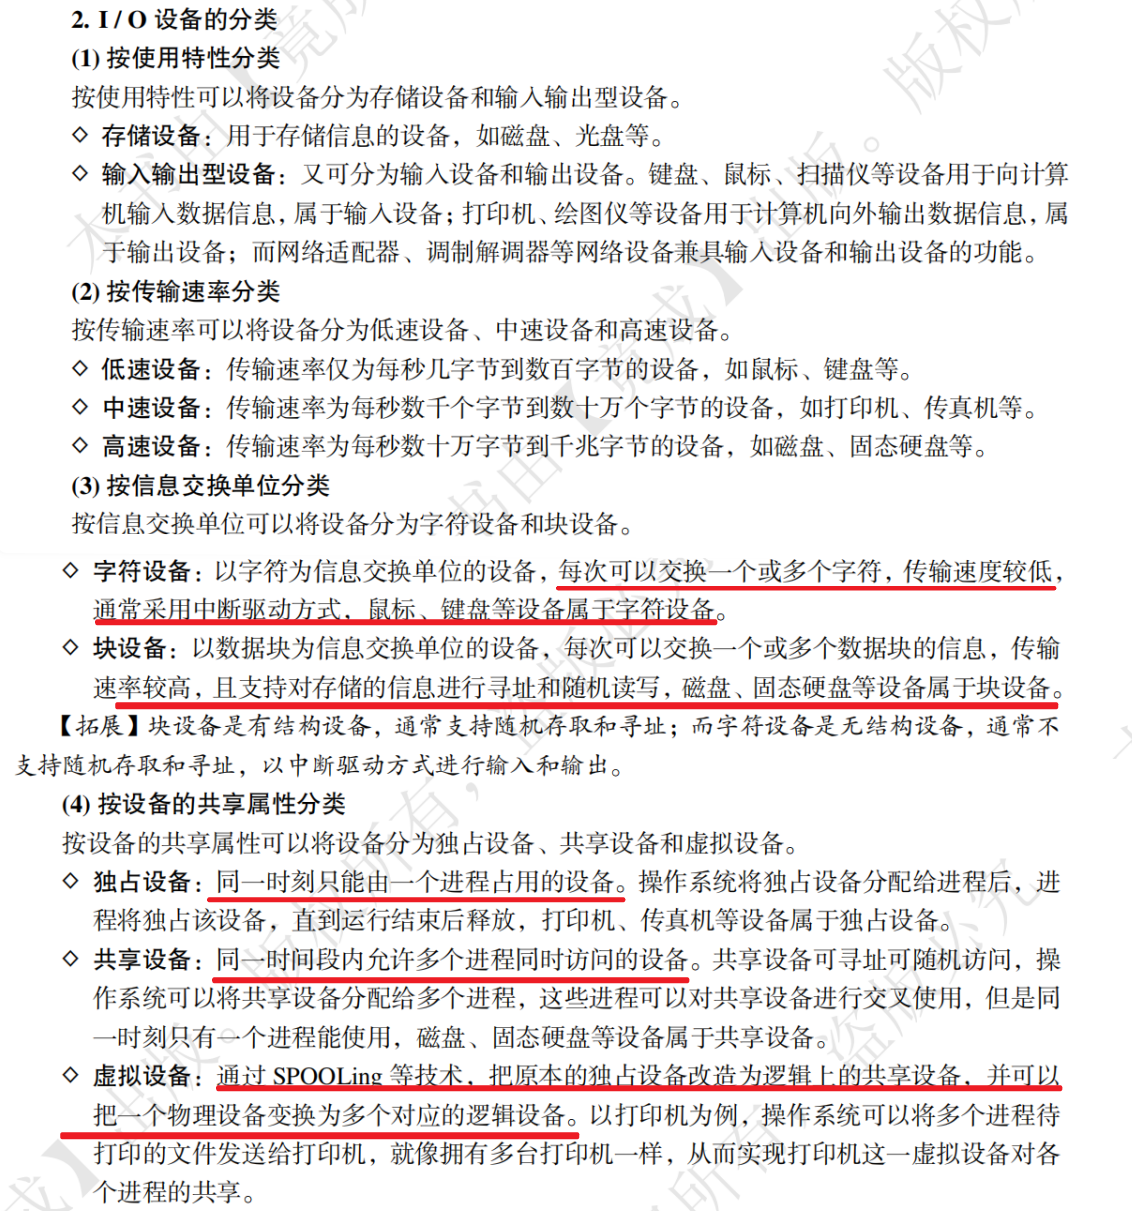 2. I / O 设备的分类
(1) 按使用特性分类
按使用特性可以将设备分为存储设备和输入输出型设备。
◇ 存储设备：用于存储信息的设备，如磁盘、光盘等。
◇ 输入输出型设备：又可分为输入设备和输出设备。键盘、鼠标、扫描仪等设备用于向计算
机输入数据信息，属于输入设备；打印机、绘图仪等设备用于计算机向外输出数据信息，属
于输出设备；而网络适配器、调制解调器等网络设备兼具输入设备和输出设备的功能。
(2) 按传输速率分类
按传输速率可以将设备分为低速设备、中速设备和高速设备。
◇ 低速设备：传输速率仅为每秒几字节到数百字节的设备，如鼠标、键盘等。
◇ 中速设备：传输速率为每秒数千个字节到数十万个字节的设备，如打印机、传真机等。
◇ 高速设备：传输速率为每秒数十万字节到千兆字节的设备，如磁盘、固态硬盘等。
(3) 按信息交换单位分类
按信息交换单位可以将设备分为字符设备和块设备。
◇ 字符设备：以字符为信息交换单位的设备，每次可以交换一个或多个字符，传输速度较低，
通常采用中断驱动方式，鼠标、键盘等设备属于字符设备。
◇ 块设备：以数据块为信息交换单位的设备，每次可以交换一个或多个数据块的信息，传输
速率较高，且支持对存储的信息进行寻址和随机读写，磁盘、固态硬盘等设备属于块设备。
【拓展】块设备是有结构设备，通常支持随机存取和寻址；而字符设备是无结构设备，通常不
支持随机存取和寻址，以中断驱动方式进行输入和输出。
(4) 按设备的共享属性分类
按设备的共享属性可以将设备分为独占设备、共享设备和虚拟设备。
◇ 独占设备：同一时刻只能由一个进程占用的设备。操作系统将独占设备分配给进程后，进
程将独占该设备，直到运行结束后释放，打印机、传真机等设备属于独占设备。
◇ 共享设备：同一时间段内允许多个进程同时访问的设备。共享设备可寻址可随机访问，操
作系统可以将共享设备分配给多个进程，这些进程可以对共享设备进行交叉使用，但是同
一时刻只有一个进程能使用，磁盘、固态硬盘等设备属于共享设备。
◇ 虚拟设备：通过 SPOOLing 等技术，把原本的独占设备改造为逻辑上的共享设备，并可以
把一个物理设备变换为多个对应的逻辑设备。以打印机为例，操作系统可以将多个进程待
打印的文件发送给打印机，就像拥有多台打印机一样，从而实现打印机这一虚拟设备对各
个进程的共享。